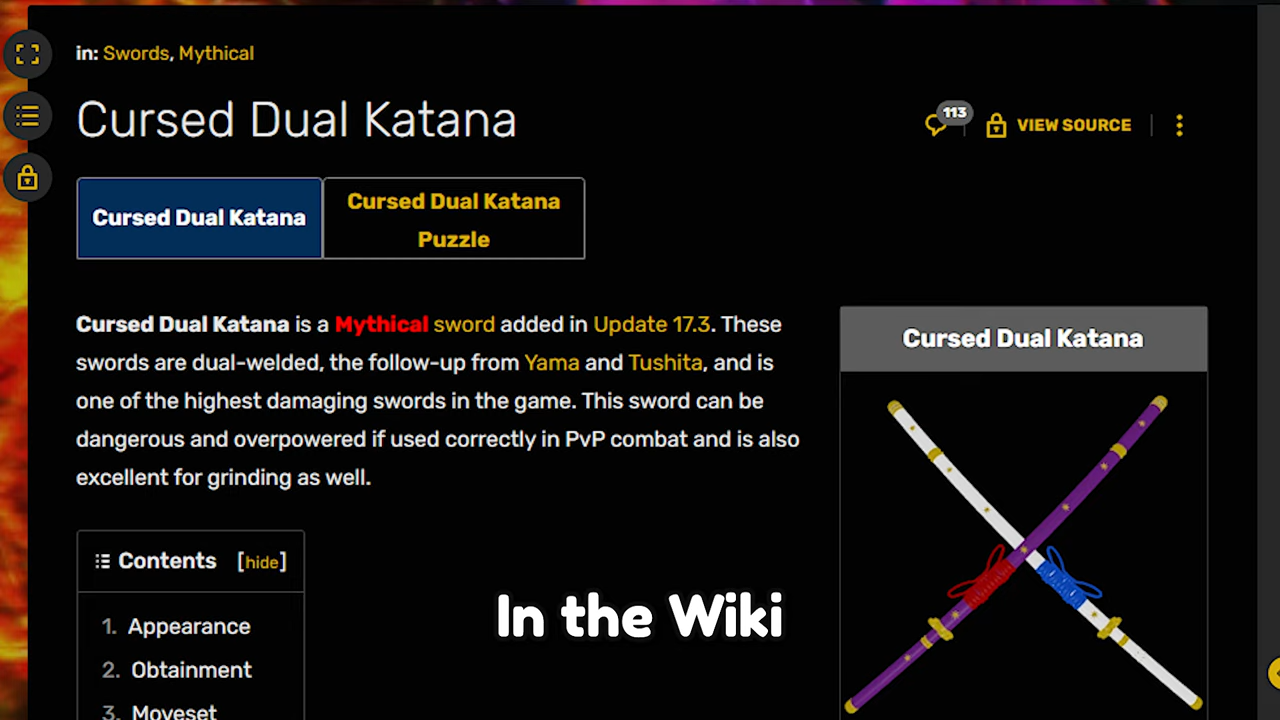 in: Swords, Mythical
Cursed Dual Katana
113
VIEW SOURCE
Cursed Dual Katana
Cursed Dual Katana
Puzzle
Cursed Dual Katana is a Mythical sword added in Update 17.3. These
swords are dual-welded, the follow-up from Yama and Tushita, and is
one of the highest damaging swords in the game. This sword can be
dangerous and overpowered if used correctly in PvP combat and is also
excellent for grinding as well.
Cursed Dual Katana
Contents [hide]
1. Appearance
2. Obtainment
3. Moveset
In the Wiki